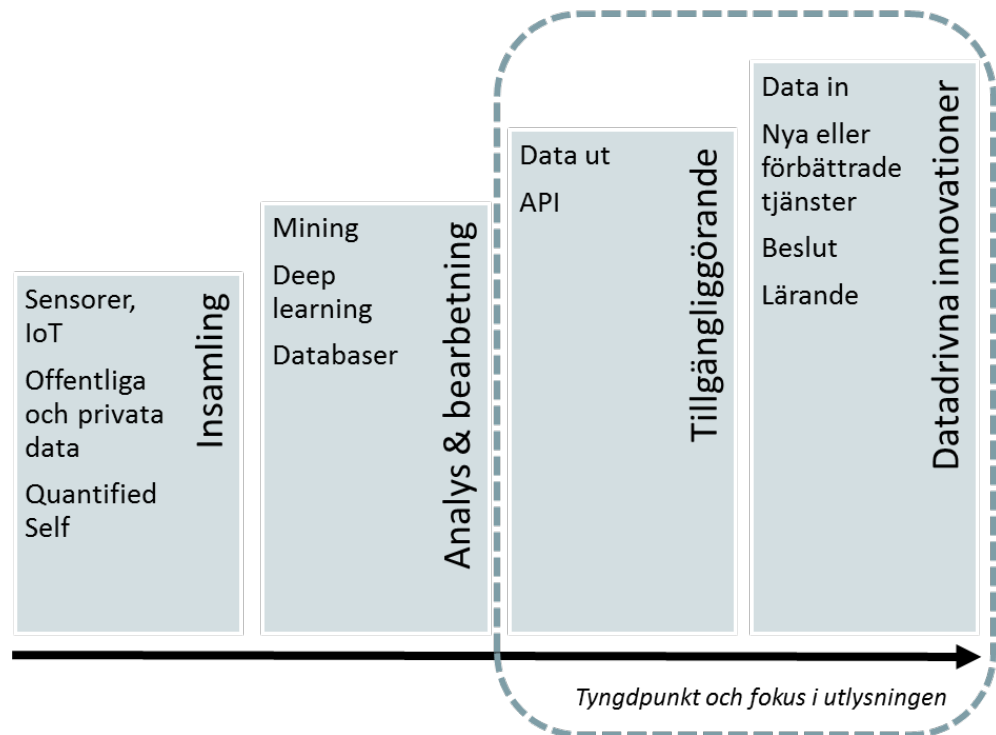 Sensorer,
IoT
Offentliga
och privata
data
Quantified
Self
Insamling
Mining
Deep
learning
Databaser
Analys & bearbetning
Data ut
API
Tillgängliggörande
Data in
Nya eller
förbättrade
tjänster
Beslut
Lärande
Datadrivna innovationer
Tyngdpunkt och fokus i utlysningen